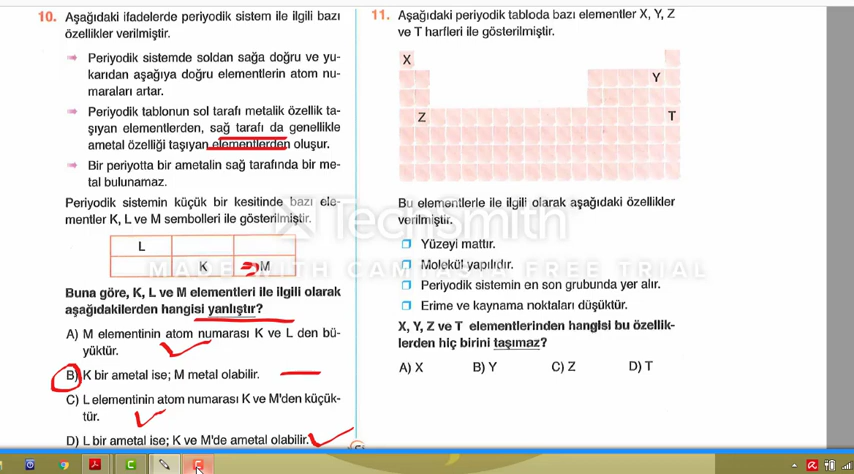 10. Aşağıdaki ifadelerde periyodik sistem ile ilgili bazı
özellikler verilmiştir.
Periyodik sistemde soldan sağa doğru ve yu-
karıdan aşağıya doğru elementlerin atom nu-
maraları artar.
Periyodik tablonun sol tarafı metalik özellik ta-
şıyan elementlerden, sağ tarafı da genellikle
ametal özelliği taşıyan elementlerden oluşur.
Bir periyotta bir ametalin sağ tarafında bir me-
tal bulunamaz.
Periyodik sistemin küçük bir kesitinde bazı ele-
mentler K, L ve M sembolleri ile gösterilmiştir.
L
K M
Buna göre, K, L ve M elementleri ile ilgili olarak
aşağıdakilerden hangisi yanlıştır?
A) M elementinin atom numarası K ve L den bü-
yüktür.
B) K bir ametal ise; M metal olabilir.
C) L elementinin atom numarası K ve M'den küçük-
tür.
D) L bir ametal ise; K ve M'de ametal olabilir.
11. Aşağıdaki periyodik tabloda bazı elementler X, Y, Z
ve T harfleri ile gösterilmiştir.
X
Y
Z T
Bu elementlerle ile ilgili olarak aşağıdaki özellikler
verilmiştir.
Yüzeyi mattır.
Molekül yapılıdır.
Periyodik sistemin en son grubunda yer alır.
Erime ve kaynama noktaları düşüktür.
X, Y, Z ve T elementlerinden hangisi bu özellik-
lerden hiç birini taşımaz?
A) X B) Y C) Z D) T
TechSmith
MADE WITH CAMTASIA FREE TRIAL